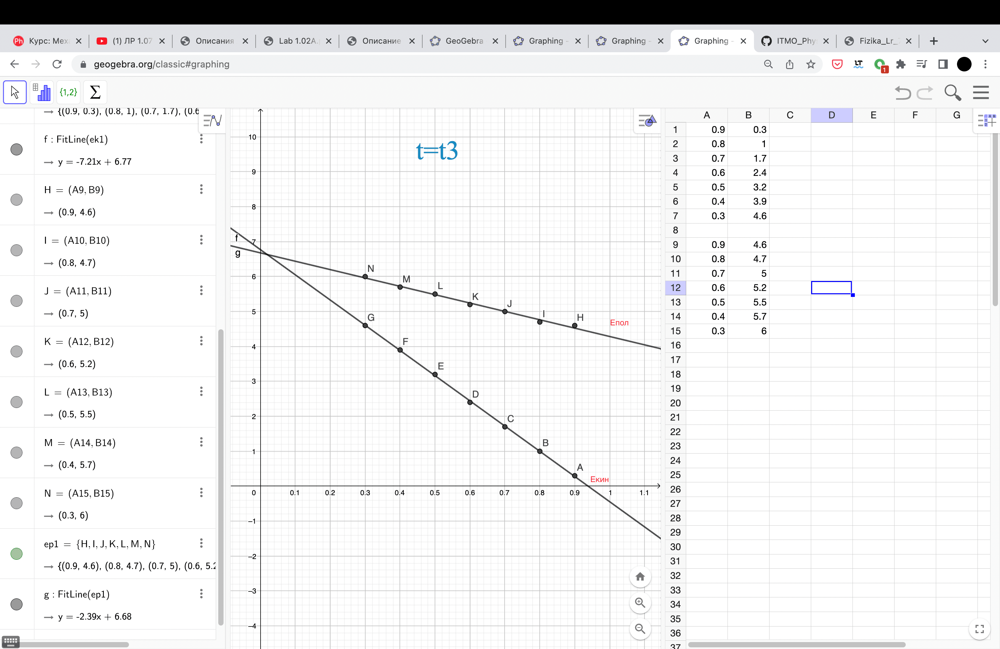 Курс: Мех
(1) ЛР 1.07
Описания
Lab 1.02A.
Описание
GeoGebra
Graphing -
Graphing -
Graphing -
ITMO_Phy
Fizika_Lr_
geogebra.org/classic#graphing
LT
1
{1,2}
Σ
→ {(0.9, 0.3), (0.8, 1), (0.7, 1.7), (0.6
f : FitLine(ek1)
→ y = -7.21x + 6.77
H = (A9, B9)
→ (0.9, 4.6)
I = (A10, B10)
→ (0.8, 4.7)
J = (A11, B11)
→ (0.7, 5)
K = (A12, B12)
→ (0.6, 5.2)
L = (A13, B13)
→ (0.5, 5.5)
M = (A14, B14)
→ (0.4, 5.7)
N = (A15, B15)
→ (0.3, 6)
ep1 = {H, I, J, K, L, M, N}
→ {(0.9, 4.6), (0.8, 4.7), (0.7, 5), (0.6, 5.2
g : FitLine(ep1)
→ y = -2.39x + 6.68
t=t3
10
9
8
7
6
5
4
3
2
1
0
−1
−2
−3
−4
0.1 0.2 0.3 0.4 0.5 0.6 0.7 0.8 0.9 1 1.1
f
g
N
M
L
K
J
I
H
Епол
G
F
E
D
C
B
A
Екин
A B C D E F G
1 0.9 0.3
2 0.8 1
3 0.7 1.7
4 0.6 2.4
5 0.5 3.2
6 0.4 3.9
7 0.3 4.6
8
9 0.9 4.6
10 0.8 4.7
11 0.7 5
12 0.6 5.2
13 0.5 5.5
14 0.4 5.7
15 0.3 6
16
17
18
19
20
21
22
23
24
25
26
27
28
29
30
31
32
33
34
35
36
37